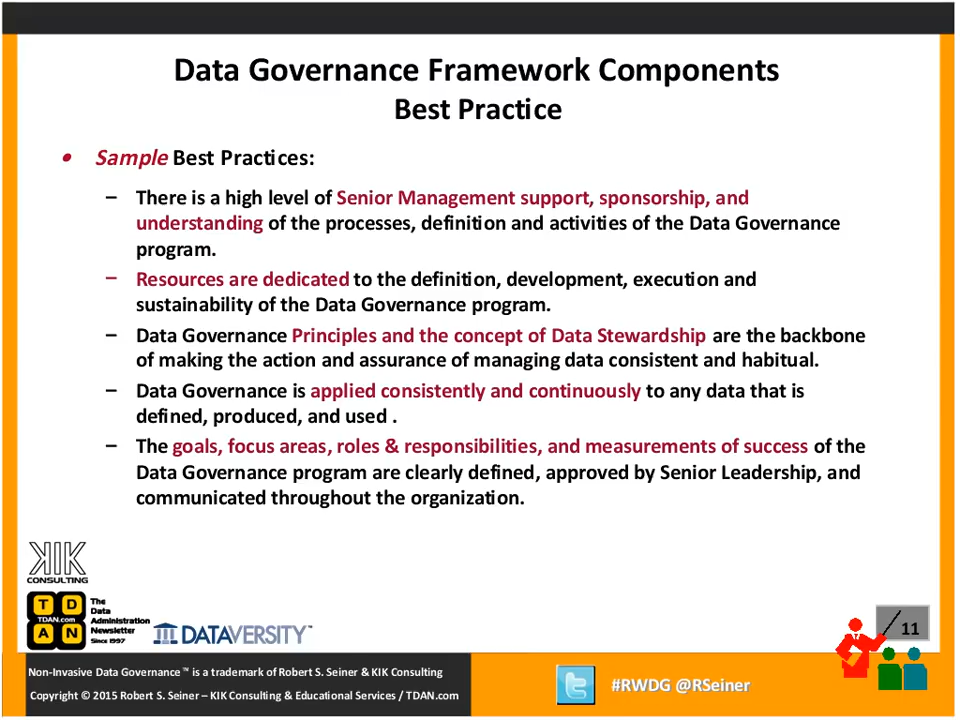 Data Governance Framework Components
Best Practice
• Sample Best Practices:
– There is a high level of Senior Management support, sponsorship, and
understanding of the processes, definition and activities of the Data Governance
program.
– Resources are dedicated to the definition, development, execution and
sustainability of the Data Governance program.
– Data Governance Principles and the concept of Data Stewardship are the backbone
of making the action and assurance of managing data consistent and habitual.
– Data Governance is applied consistently and continuously to any data that is
defined, produced, and used .
– The goals, focus areas, roles & responsibilities, and measurements of success of the
Data Governance program are clearly defined, approved by Senior Leadership, and
communicated throughout the organization.
KIK
CONSULTING
T D
TDAN.com
A N
The
Data
Administration
Newsletter
Since 1997
DATAVERSITY™
11
Non-Invasive Data Governance™ is a trademark of Robert S. Seiner & KIK Consulting
Copyright © 2015 Robert S. Seiner – KIK Consulting & Educational Services / TDAN.com
#RWDG @RSeiner